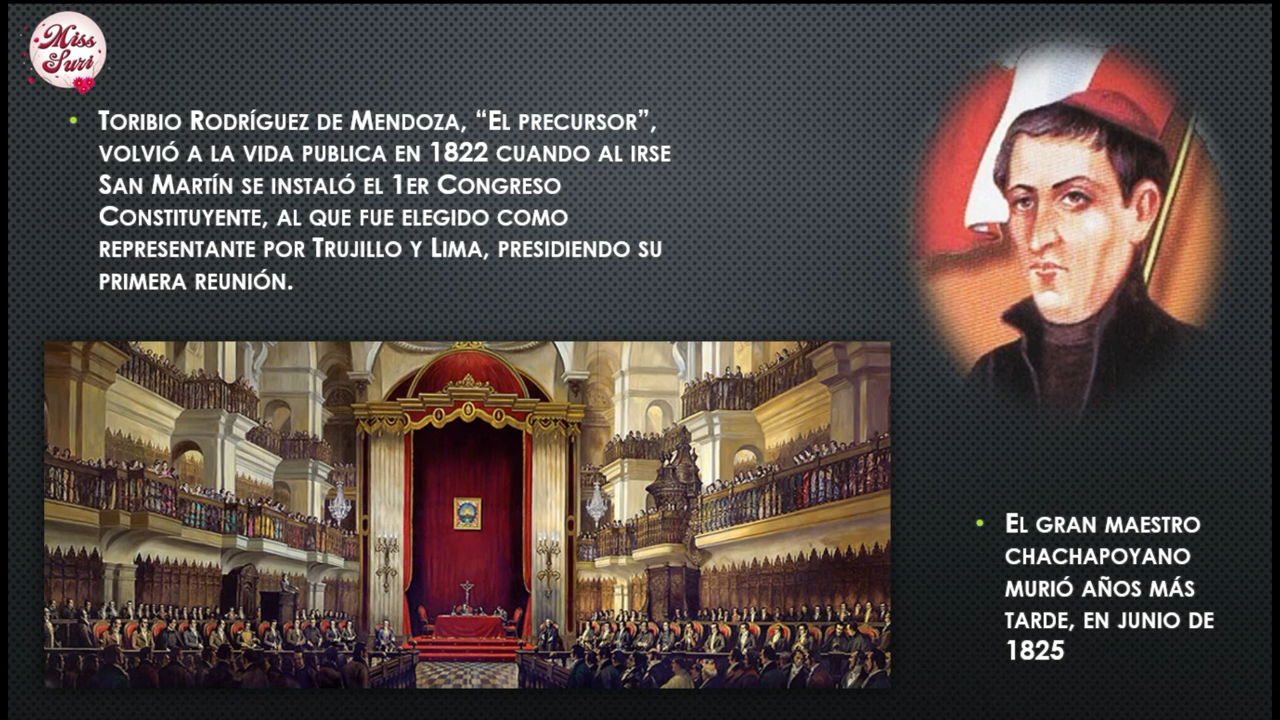 Miss
Suri
Toribio Rodríguez de Mendoza, “El precursor”,
volvió a la vida publica en 1822 cuando al irse
San Martín se instaló el 1er Congreso
Constituyente, al que fue elegido como
representante por Trujillo y Lima, presidiendo su
primera reunión.
El gran maestro
chachapoyano
murió años más
tarde, en junio de
1825